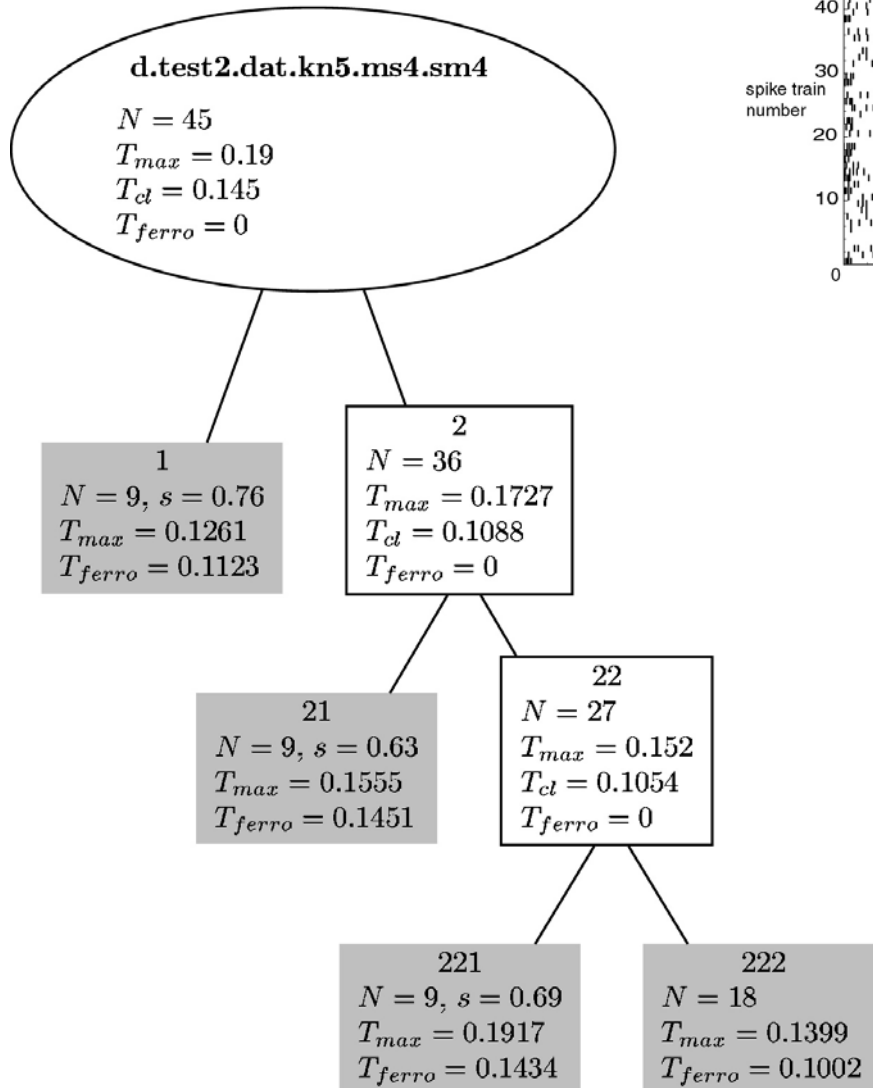 d.test2.dat.kn5.ms4.sm4
N = 45
T_max = 0.19
T_cl = 0.145
T_ferro = 0
40
30
spike train
number
20
10
0
1
N = 9, s = 0.76
T_max = 0.1261
T_ferro = 0.1123
2
N = 36
T_max = 0.1727
T_cl = 0.1088
T_ferro = 0
21
N = 9, s = 0.63
T_max = 0.1555
T_ferro = 0.1451
22
N = 27
T_max = 0.152
T_cl = 0.1054
T_ferro = 0
221
N = 9, s = 0.69
T_max = 0.1917
T_ferro = 0.1434
222
N = 18
T_max = 0.1399
T_ferro = 0.1002